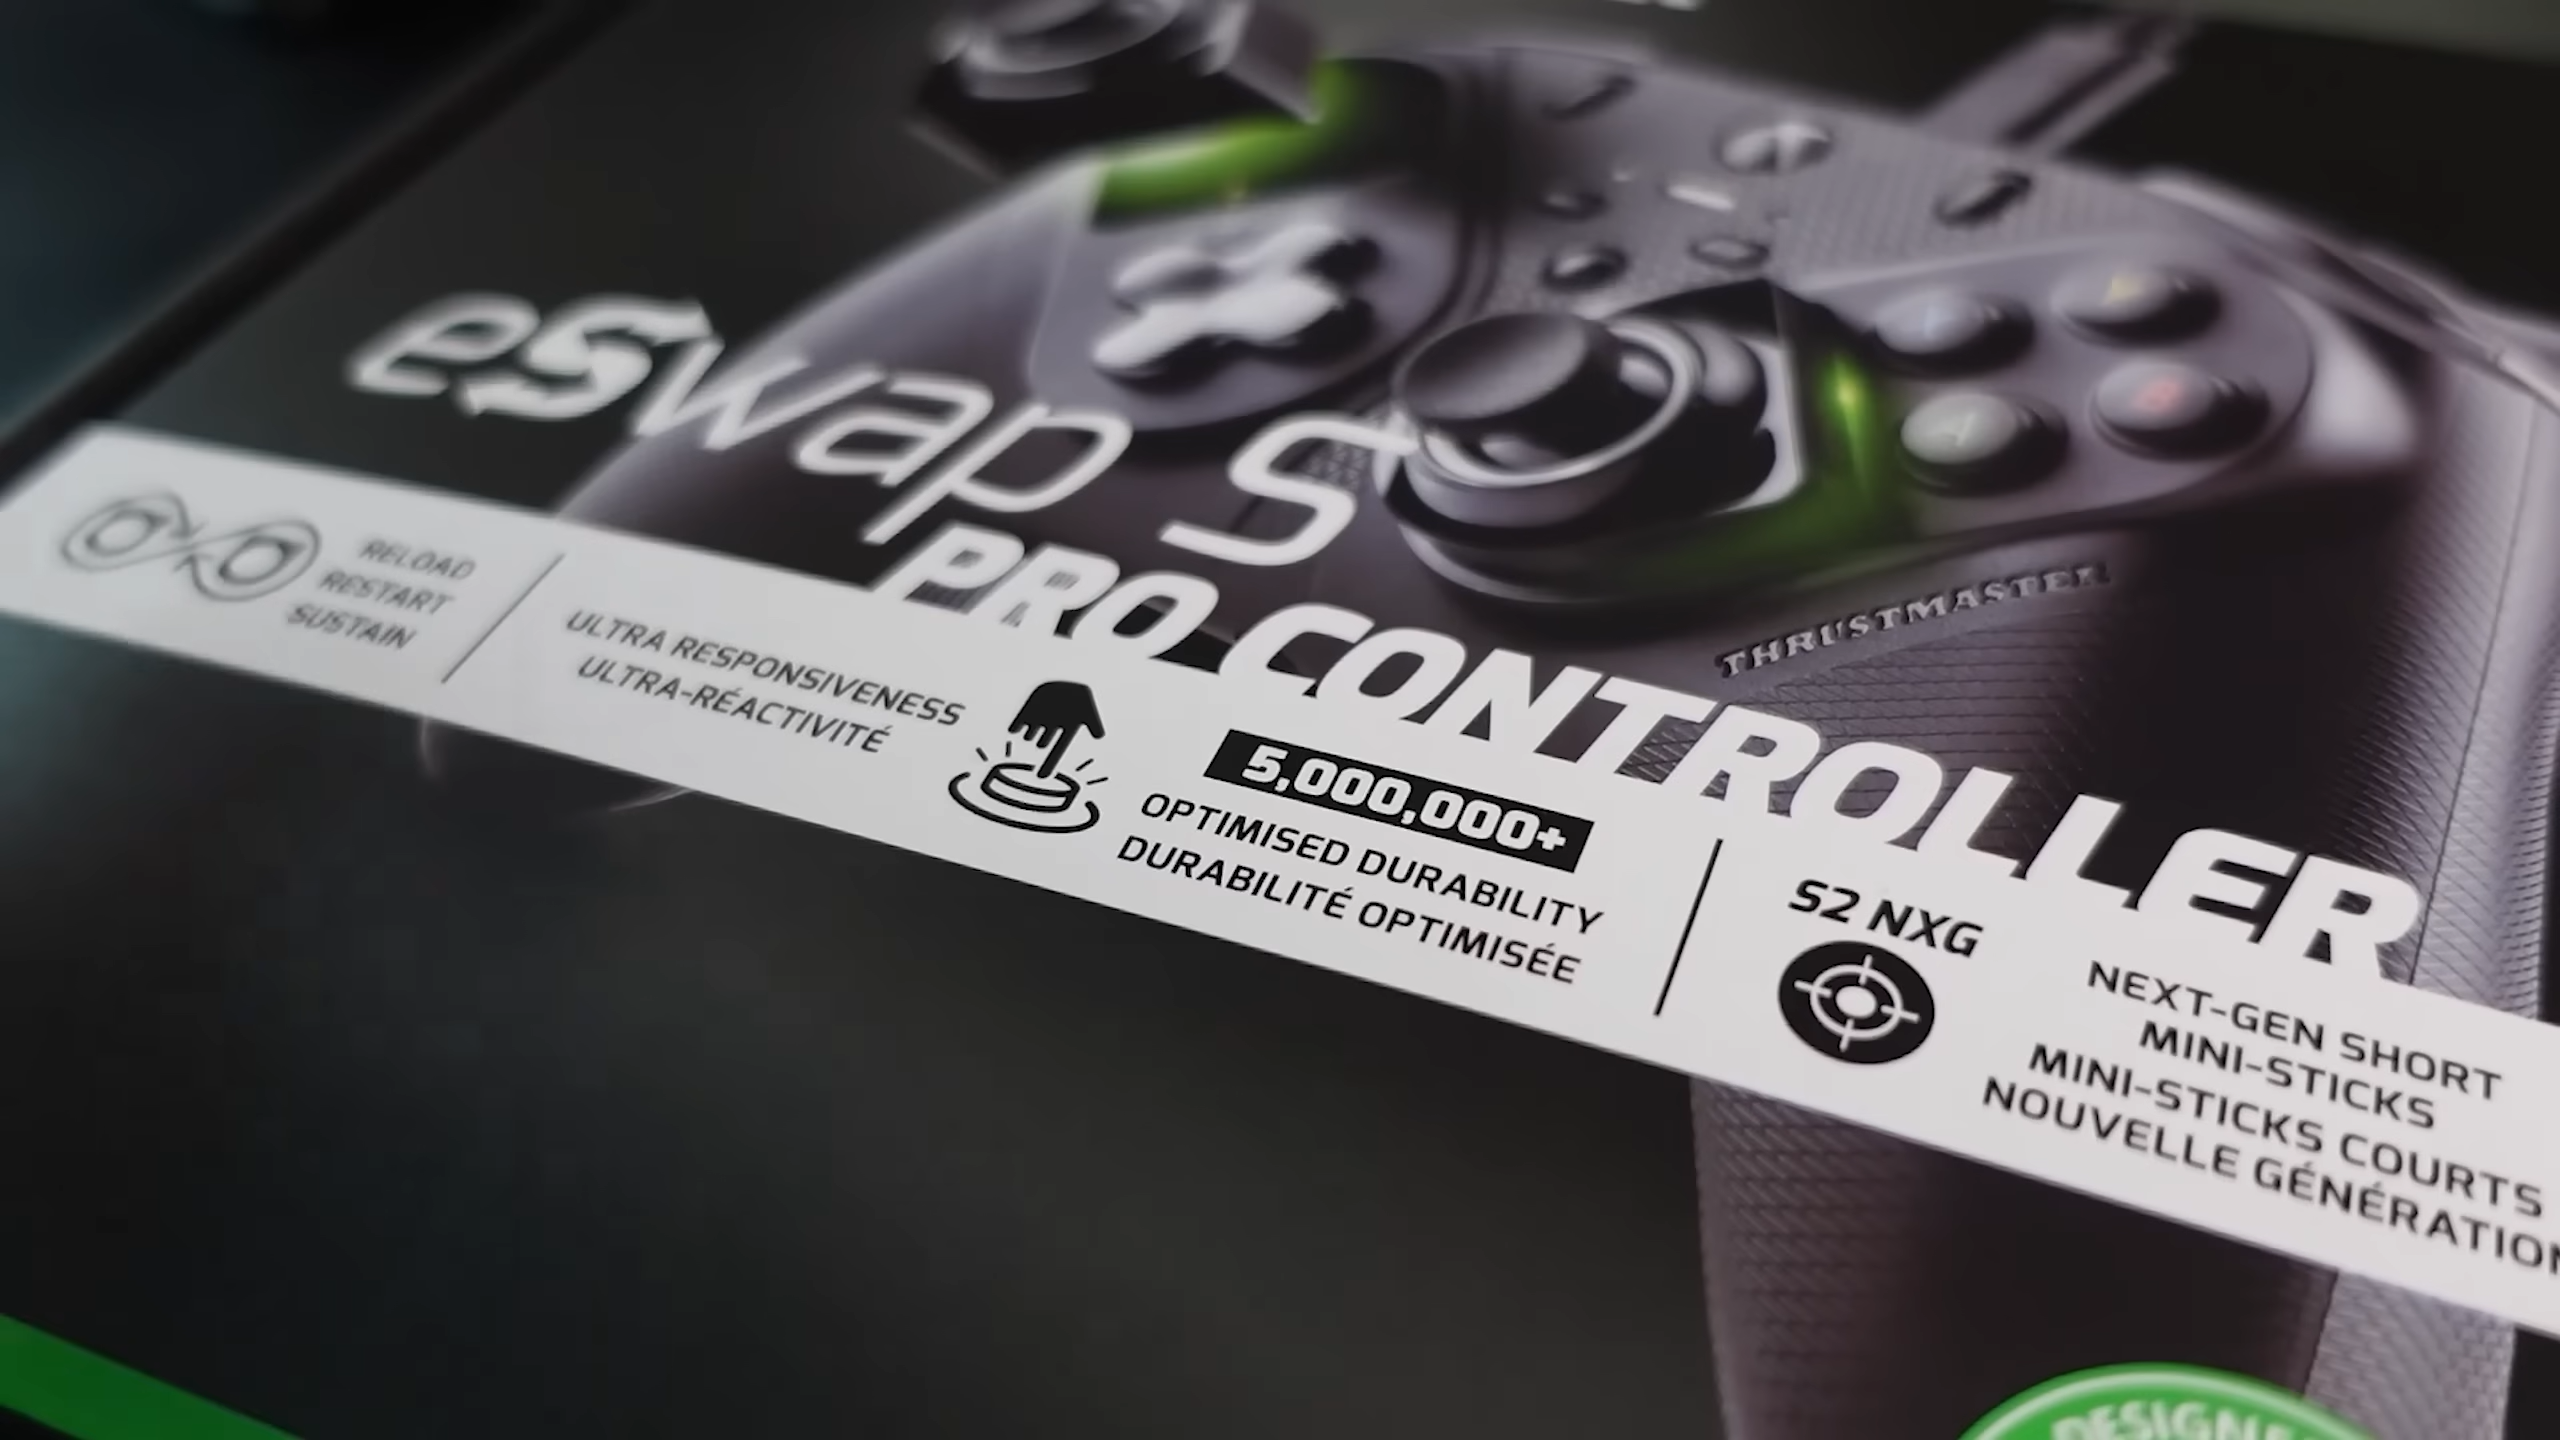 eSwap S
PRO CONTROLLER
THRUSTMASTER
RELOAD
RESTART
SUSTAIN
ULTRA RESPONSIVENESS
ULTRA-RÉACTIVITÉ
5,000,000+
OPTIMISED DURABILITY
DURABILITÉ OPTIMISÉE
S2 NXG
NEXT-GEN SHORT
MINI-STICKS
MINI-STICKS COURTS
NOUVELLE GÉNÉRATION